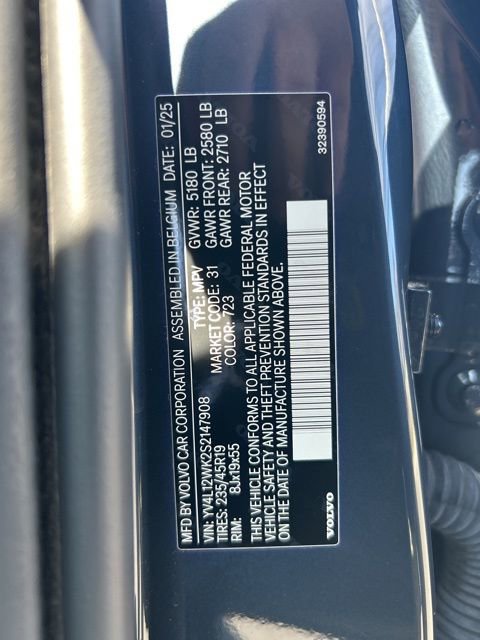 MFD BY VOLVO CAR CORPORATION ASSEMBLED IN BELGIUM DATE: 01/25
VIN: YV4L12WK2S2147908 TYPE: MPV GVWR: 5180 LB
TIRES: 235/45R19 MARKET CODE: 31 GAWR FRONT: 2580 LB
RIM: 8Jx19x55 COLOR: 723 GAWR REAR: 2710 LB
THIS VEHICLE CONFORMS TO ALL APPLICABLE FEDERAL MOTOR
VEHICLE SAFETY AND THEFT PREVENTION STANDARDS IN EFFECT
ON THE DATE OF MANUFACTURE SHOWN ABOVE.
VOLVO 32390594